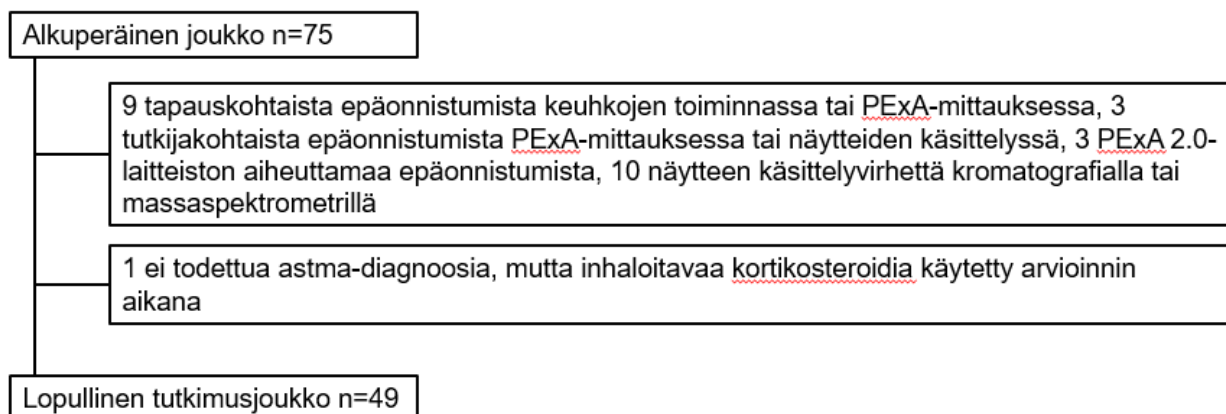 Alkuperäinen joukko n=75
9 tapauskohtaista epäonnistumista keuhkojen toiminnassa tai PExA-mittauksessa, 3
tutkijakohtaista epäonnistumista PExA-mittauksessa tai näytteiden käsittelyssä, 3 PExA 2.0-
laitteiston aiheuttamaa epäonnistumista, 10 näytteen käsittelyvirhettä kromatografialla tai
massaspektrometrillä
1 ei todettua astma-diagnoosia, mutta inhaloitavaa kortikosteroidia käytetty arvioinnin
aikana
Lopullinen tutkimusjoukko n=49